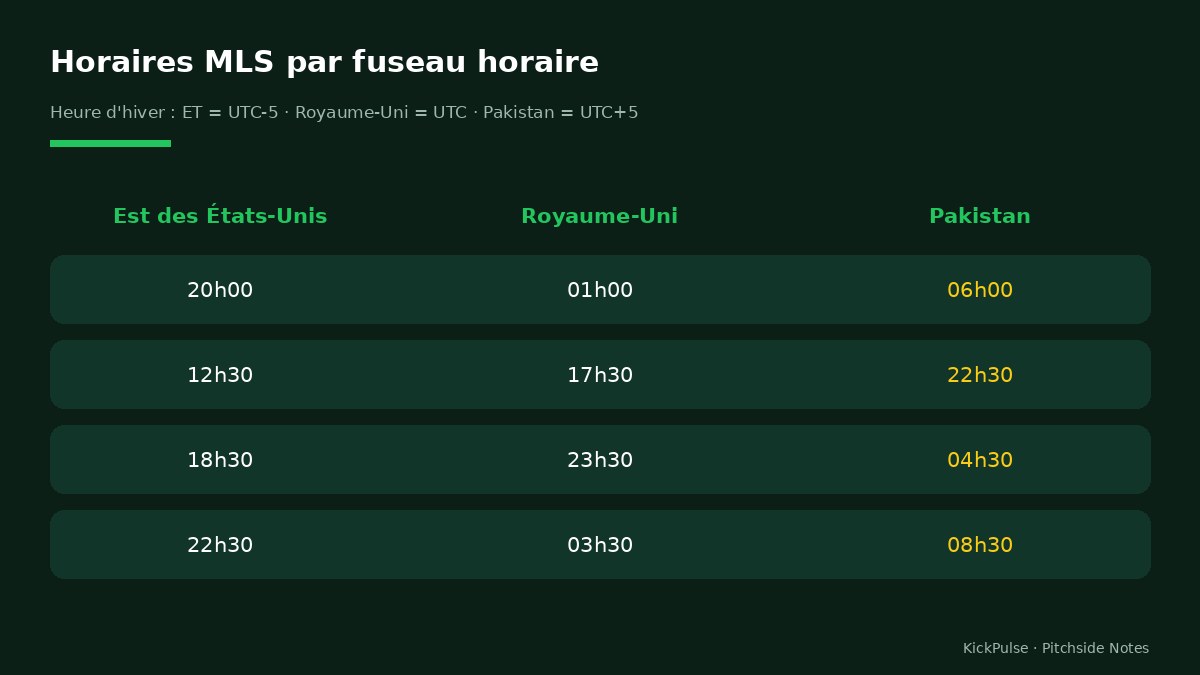 Horaires MLS par fuseau horaire
Heure d'hiver : ET = UTC-5 · Royaume-Uni = UTC · Pakistan = UTC+5
Est des États-Unis Royaume-Uni Pakistan
20h00 01h00 06h00
12h30 17h30 22h30
18h30 23h30 04h30
22h30 03h30 08h30
KickPulse · Pitchside Notes